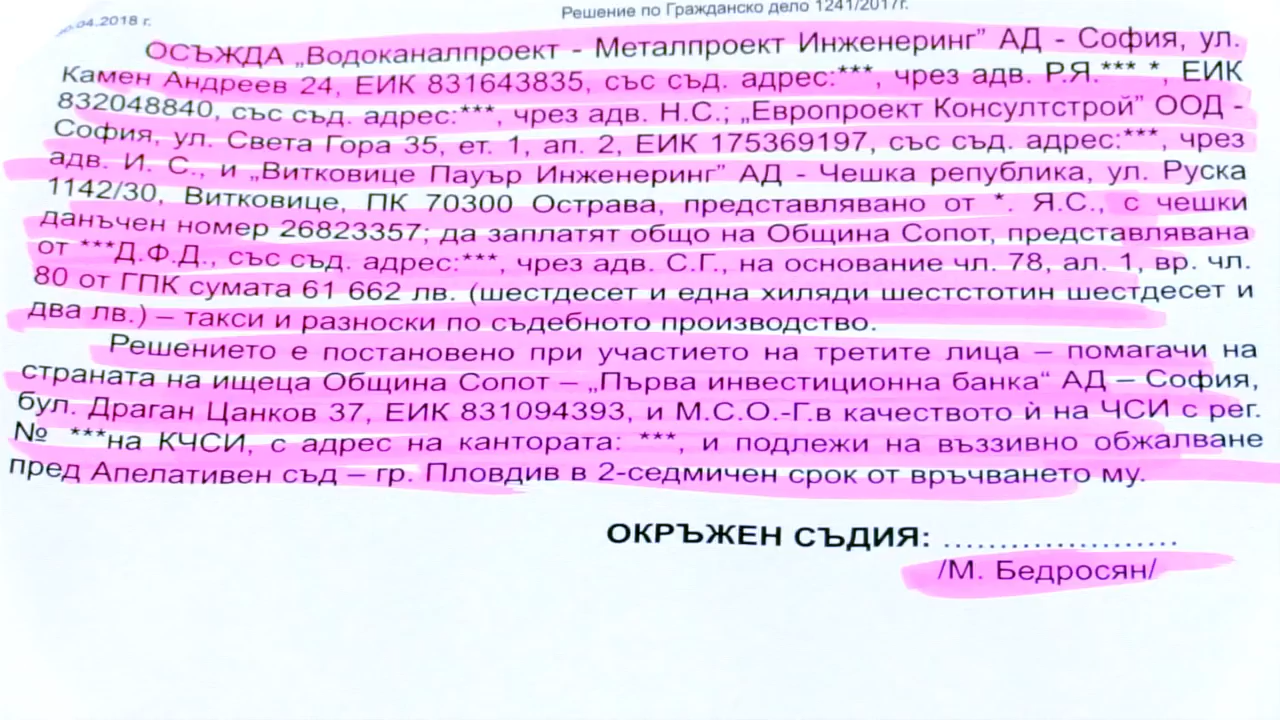 .04.2018 г.
Решение по Гражданско дело 1241/2017г.
ОСЪЖДА „Водоканалпроект - Металпроект Инженеринг” АД - София, ул.
Камен Андреев 24, ЕИК 831643835, със съд. адрес:***, чрез адв. Р.Я.*** *, ЕИК
832048840, със съд. адрес:***, чрез адв. Н.С.; „Европроект Консултстрой” ООД -
София, ул. Света Гора 35, ет. 1, ап. 2, ЕИК 175369197, със съд. адрес:***, чрез
адв. И. С., и „Витковице Пауър Инженеринг” АД - Чешка република, ул. Руска
1142/30, Витковице, ПК 70300 Острава, представлявано от *. Я.С., с чешки
данъчен номер 26823357; да заплатят общо на Община Сопот, представлявана
от ***Д.Ф.Д., със съд. адрес:***, чрез адв. С.Г., на основание чл. 78, ал. 1, вр. чл.
80 от ГПК сумата 61 662 лв. (шестдесет и една хиляди шестстотин шестдесет и
два лв.) – такси и разноски по съдебното производство.
Решението е постановено при участието на третите лица – помагачи на
страната на ищеца Община Сопот – „Първа инвестиционна банка“ АД – София,
бул. Драган Цанков 37, ЕИК 831094393, и М.С.О.-Г.в качеството ѝ на ЧСИ с рег.
№ ***на КЧСИ, с адрес на кантората: ***, и подлежи на въззивно обжалване
пред Апелативен съд – гр. Пловдив в 2-седмичен срок от връчването му.
ОКРЪЖЕН СЪДИЯ: .....................
/М. Бедросян/